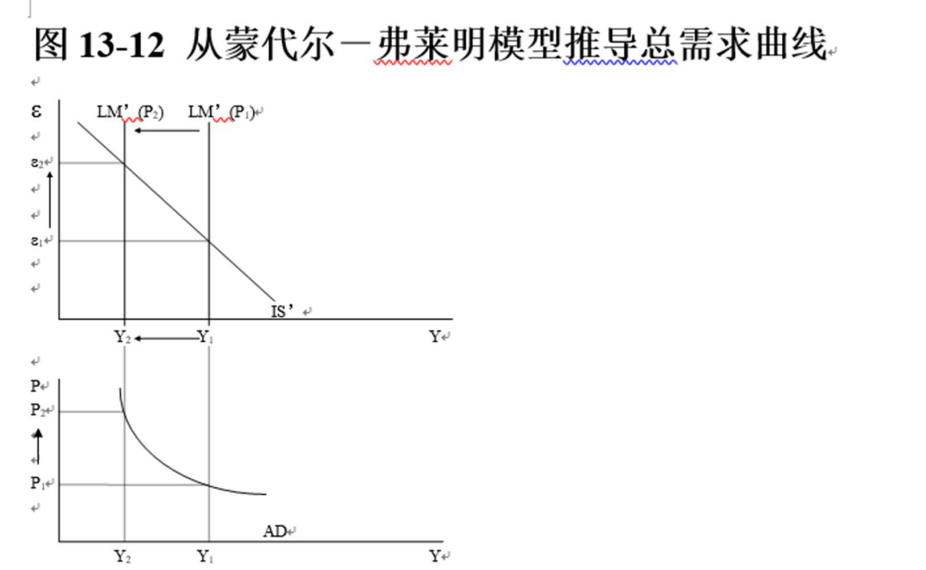 图 13-12 从蒙代尔－弗莱明模型推导总需求曲线
ε LM’(P₂) LM’(P₁)
ε₂
ε₁
IS’
Y₂ Y₁ Y
P
P₂
P₁
AD
Y₂ Y₁ Y